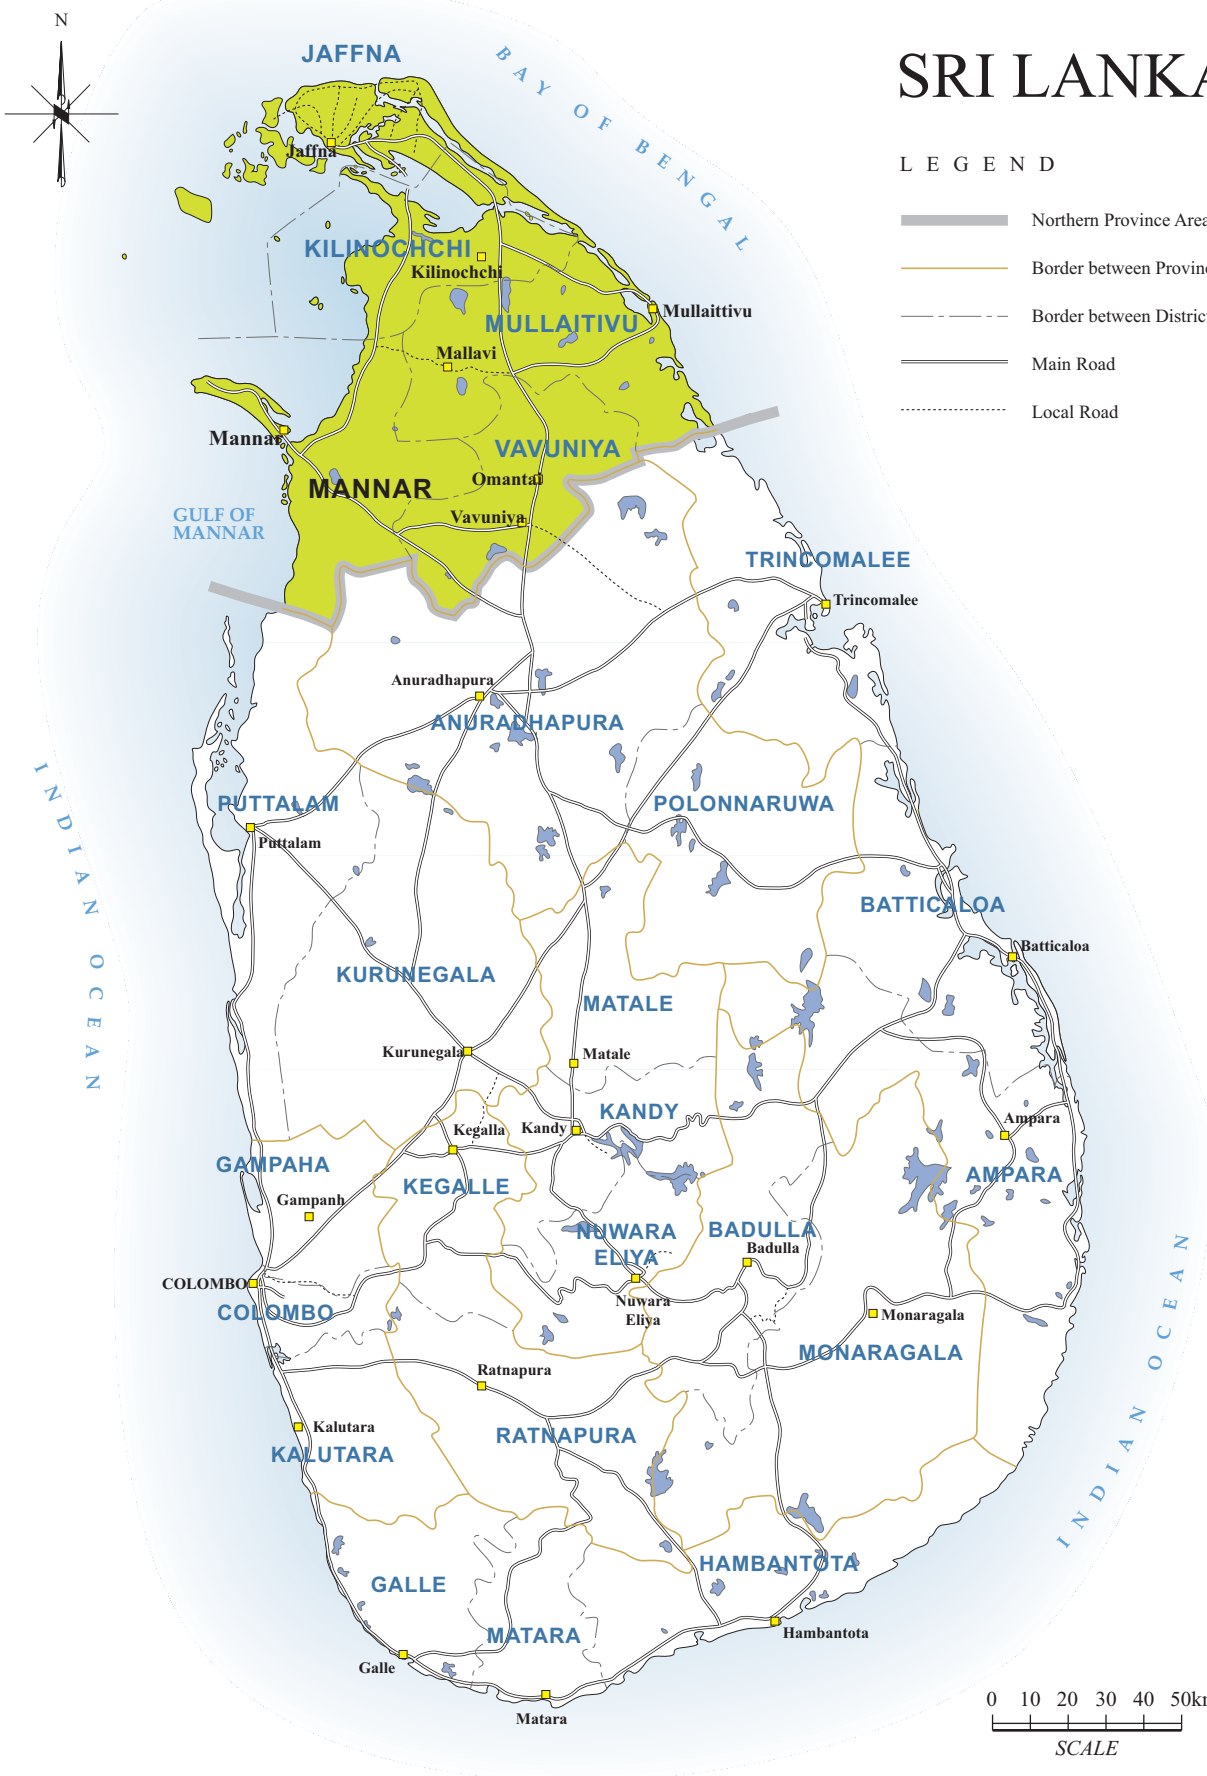 N
JAFFNA
BAY OF BENGAL
SRI LANKA
LEGEND
Northern Province Area
Border between Provinc
Border between Distric
Main Road
Local Road
Jaffna
KILINOCHCHI
Kilinochchi
MULLAITIVU
Mullaittivu
Mallavi
Mannar
VAVUNIYA
Omantai
MANNAR
Vavuniya
GULF OF
MANNAR
TRINCOMALEE
Trincomalee
Anuradhapura
ANURADHAPURA
INDIAN OCEAN
PUTTALAM
Puttalam
POLONNARUWA
BATTICALOA
Batticaloa
KURUNEGALA
MATALE
Kurunegala
Matale
KANDY
Kegalla
Kandy
Ampara
GAMPAHA
KEGALLE
AMPARA
Gampanh
NUWARA
ELIYA
BADULLA
Badulla
COLOMBO
COLOMBO
Nuwara
Eliya
Monaragala
MONARAGALA
INDIAN OCEAN
Ratnapura
Kalutara
KALUTARA
RATNAPURA
HAMBANTOTA
GALLE
MATARA
Hambantota
Galle
Matara
0 10 20 30 40 50km
SCALE